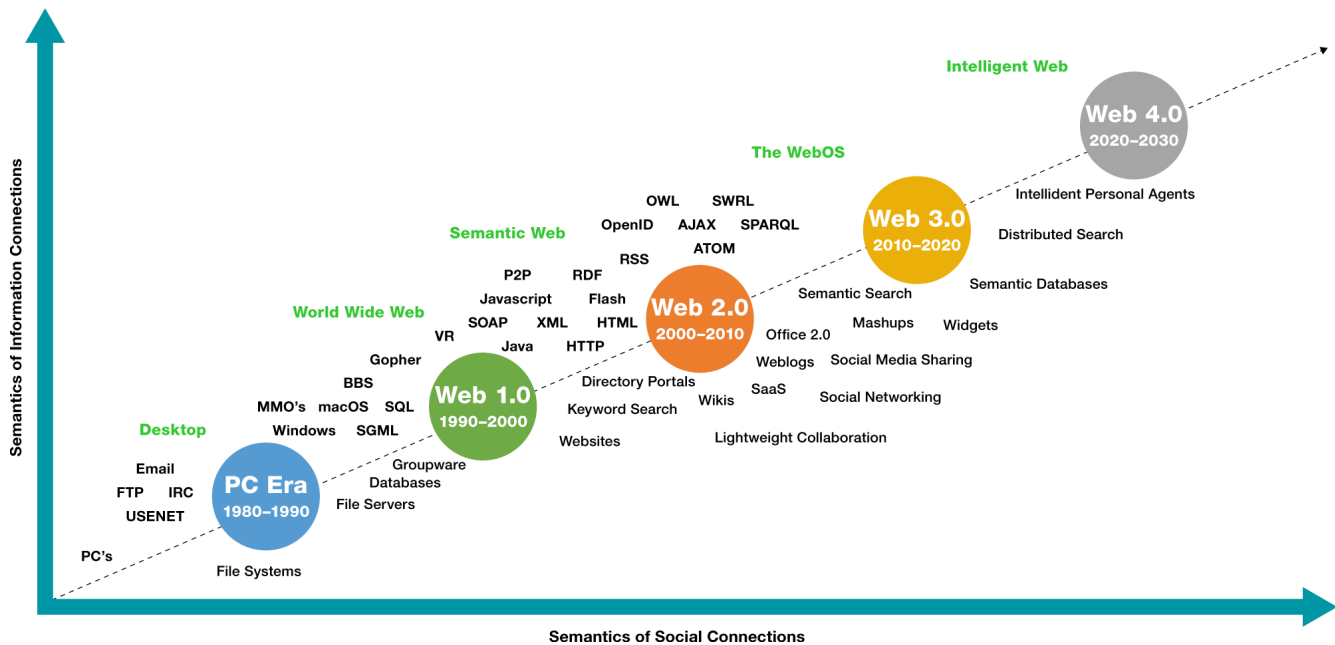 Intelligent Web
Web 4.0
2020–2030
The WebOS
Intellident Personal Agents
OWL SWRL
Web 3.0
2010–2020
OpenID AJAX SPARQL
Distributed Search
Semantic Web
ATOM
RSS
P2P RDF
Semantic Databases
Semantic Search
Javascript Flash
Web 2.0
2000–2010
World Wide Web
SOAP XML HTML
Mashups Widgets
VR
Office 2.0
Java HTTP
Gopher
Weblogs Social Media Sharing
BBS
Directory Portals
SaaS
Web 1.0
1990–2000
Wikis
Social Networking
MMO’s macOS SQL
Keyword Search
Desktop
Windows SGML
Websites
Lightweight Collaboration
Email
Groupware
Databases
PC Era
1980–1990
FTP IRC
File Servers
USENET
PC’s
File Systems
Semantics of Information Connections
Semantics of Social Connections